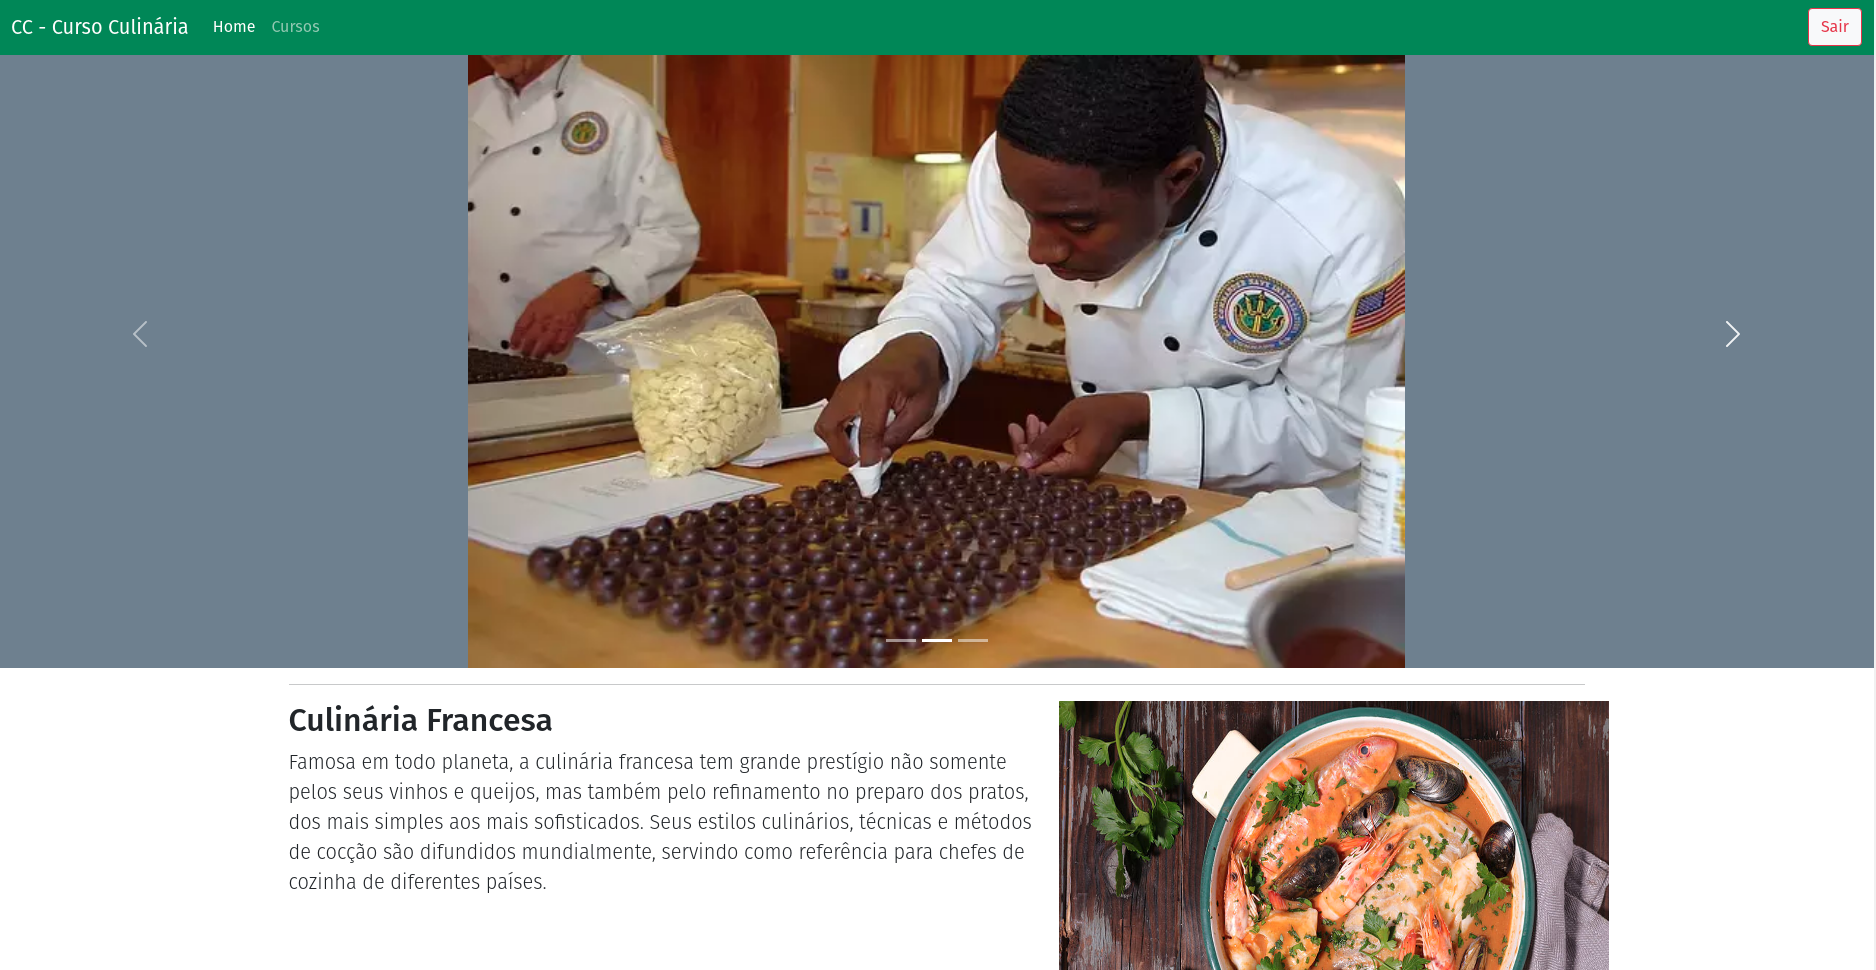 CC - Curso Culinária
Home
Cursos
Sair
Culinária Francesa
Famosa em todo planeta, a culinária francesa tem grande prestígio não somente
pelos seus vinhos e queijos, mas também pelo refinamento no preparo dos pratos,
dos mais simples aos mais sofisticados. Seus estilos culinários, técnicas e métodos
de cocção são difundidos mundialmente, servindo como referência para chefes de
cozinha de diferentes países.